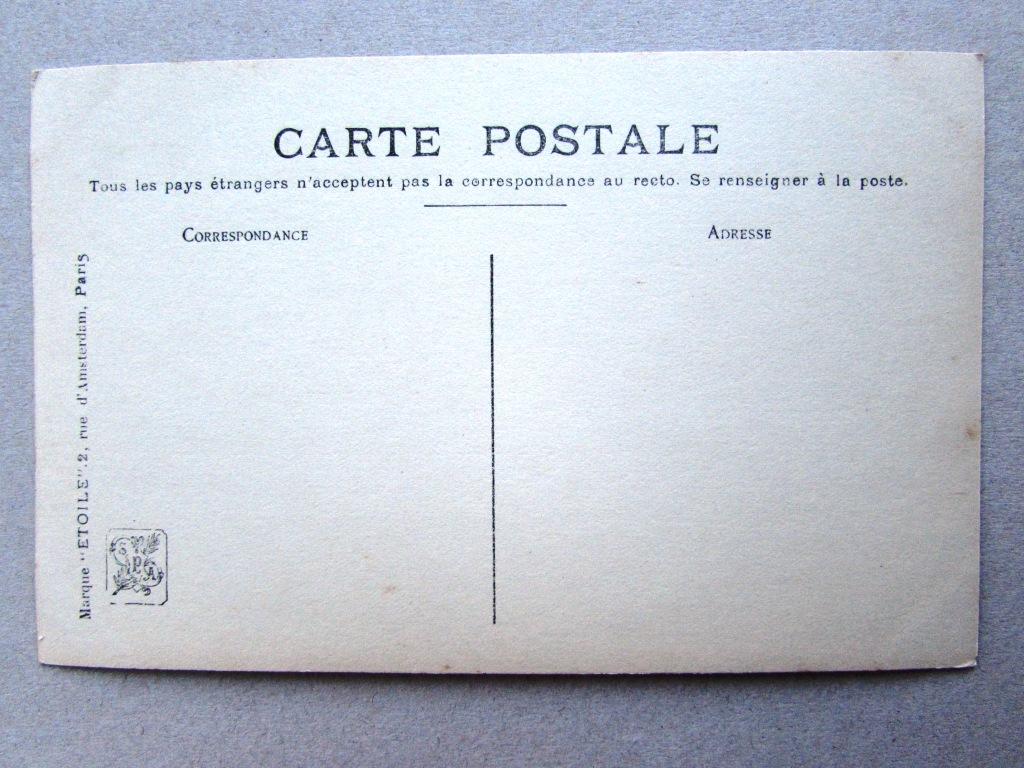 CARTE POSTALE
Tous les pays étrangers n'acceptent pas la correspondance au recto. Se renseigner à la poste.
CORRESPONDANCE
ADRESSE
Marque "ETOILE". 2, rue d'Amsterdam, Paris